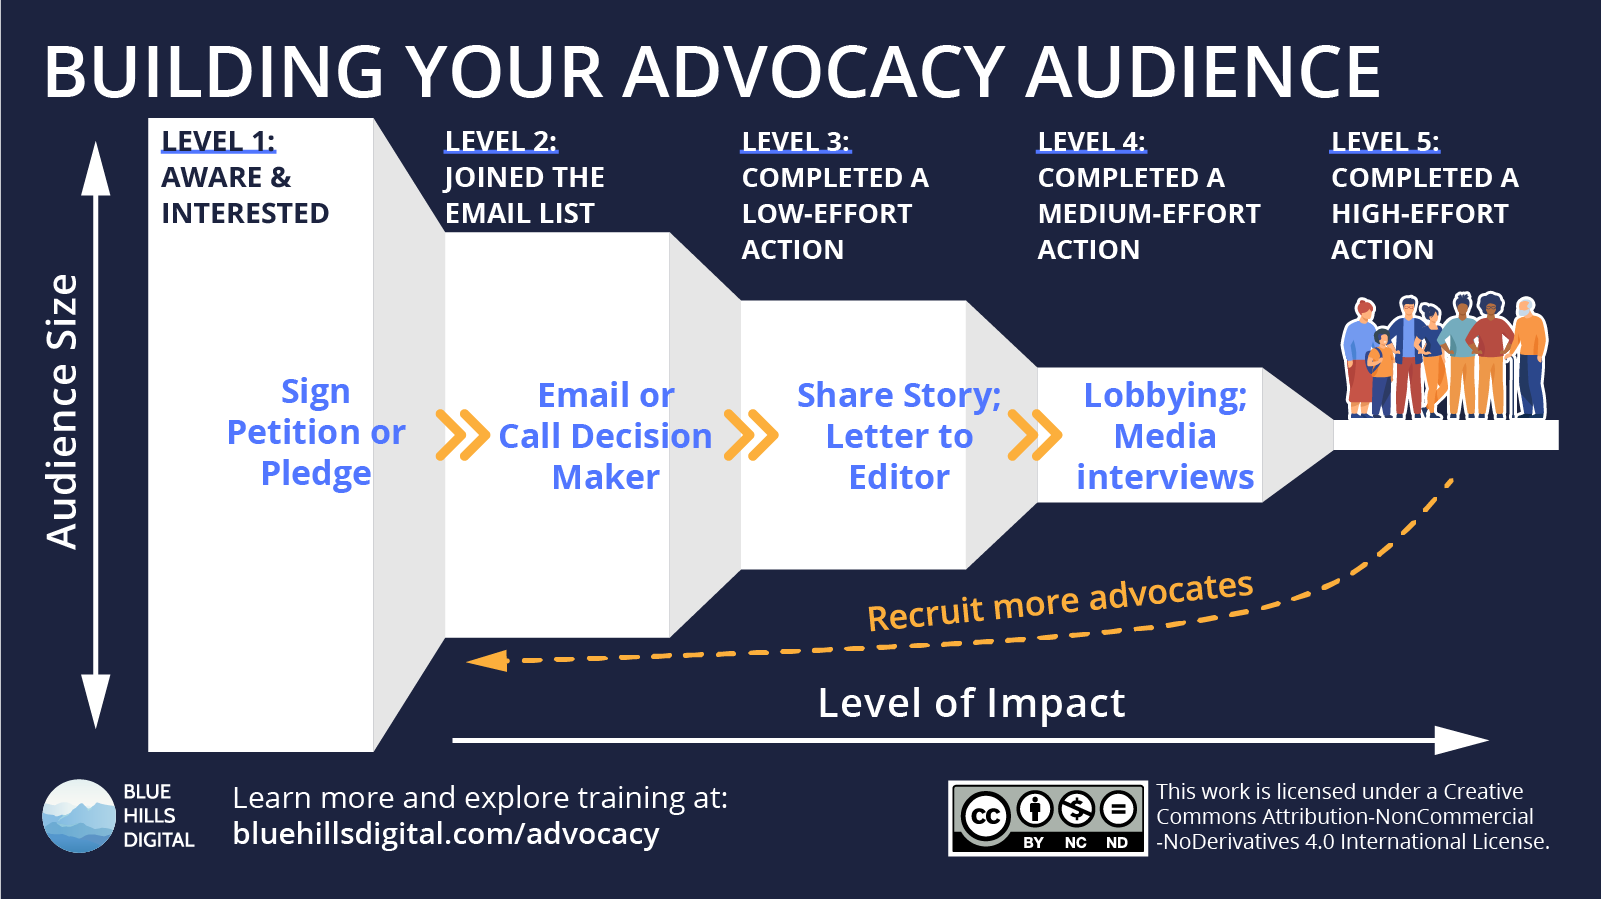 BUILDING YOUR ADVOCACY AUDIENCE
LEVEL 1:
AWARE &
INTERESTED
LEVEL 2:
JOINED THE
EMAIL LIST
LEVEL 3:
COMPLETED A
LOW-EFFORT
ACTION
LEVEL 4:
COMPLETED A
MEDIUM-EFFORT
ACTION
LEVEL 5:
COMPLETED A
HIGH-EFFORT
ACTION
Audience Size
Sign
Petition or
Pledge
Email or
Call Decision
Maker
Share Story;
Letter to
Editor
Lobbying;
Media
interviews
Recruit more advocates
Level of Impact
BLUE
HILLS
DIGITAL
Learn more and explore training at:
bluehillsdigital.com/advocacy
CC
BY NC ND
This work is licensed under a Creative
Commons Attribution-NonCommercial
-NoDerivatives 4.0 International License.